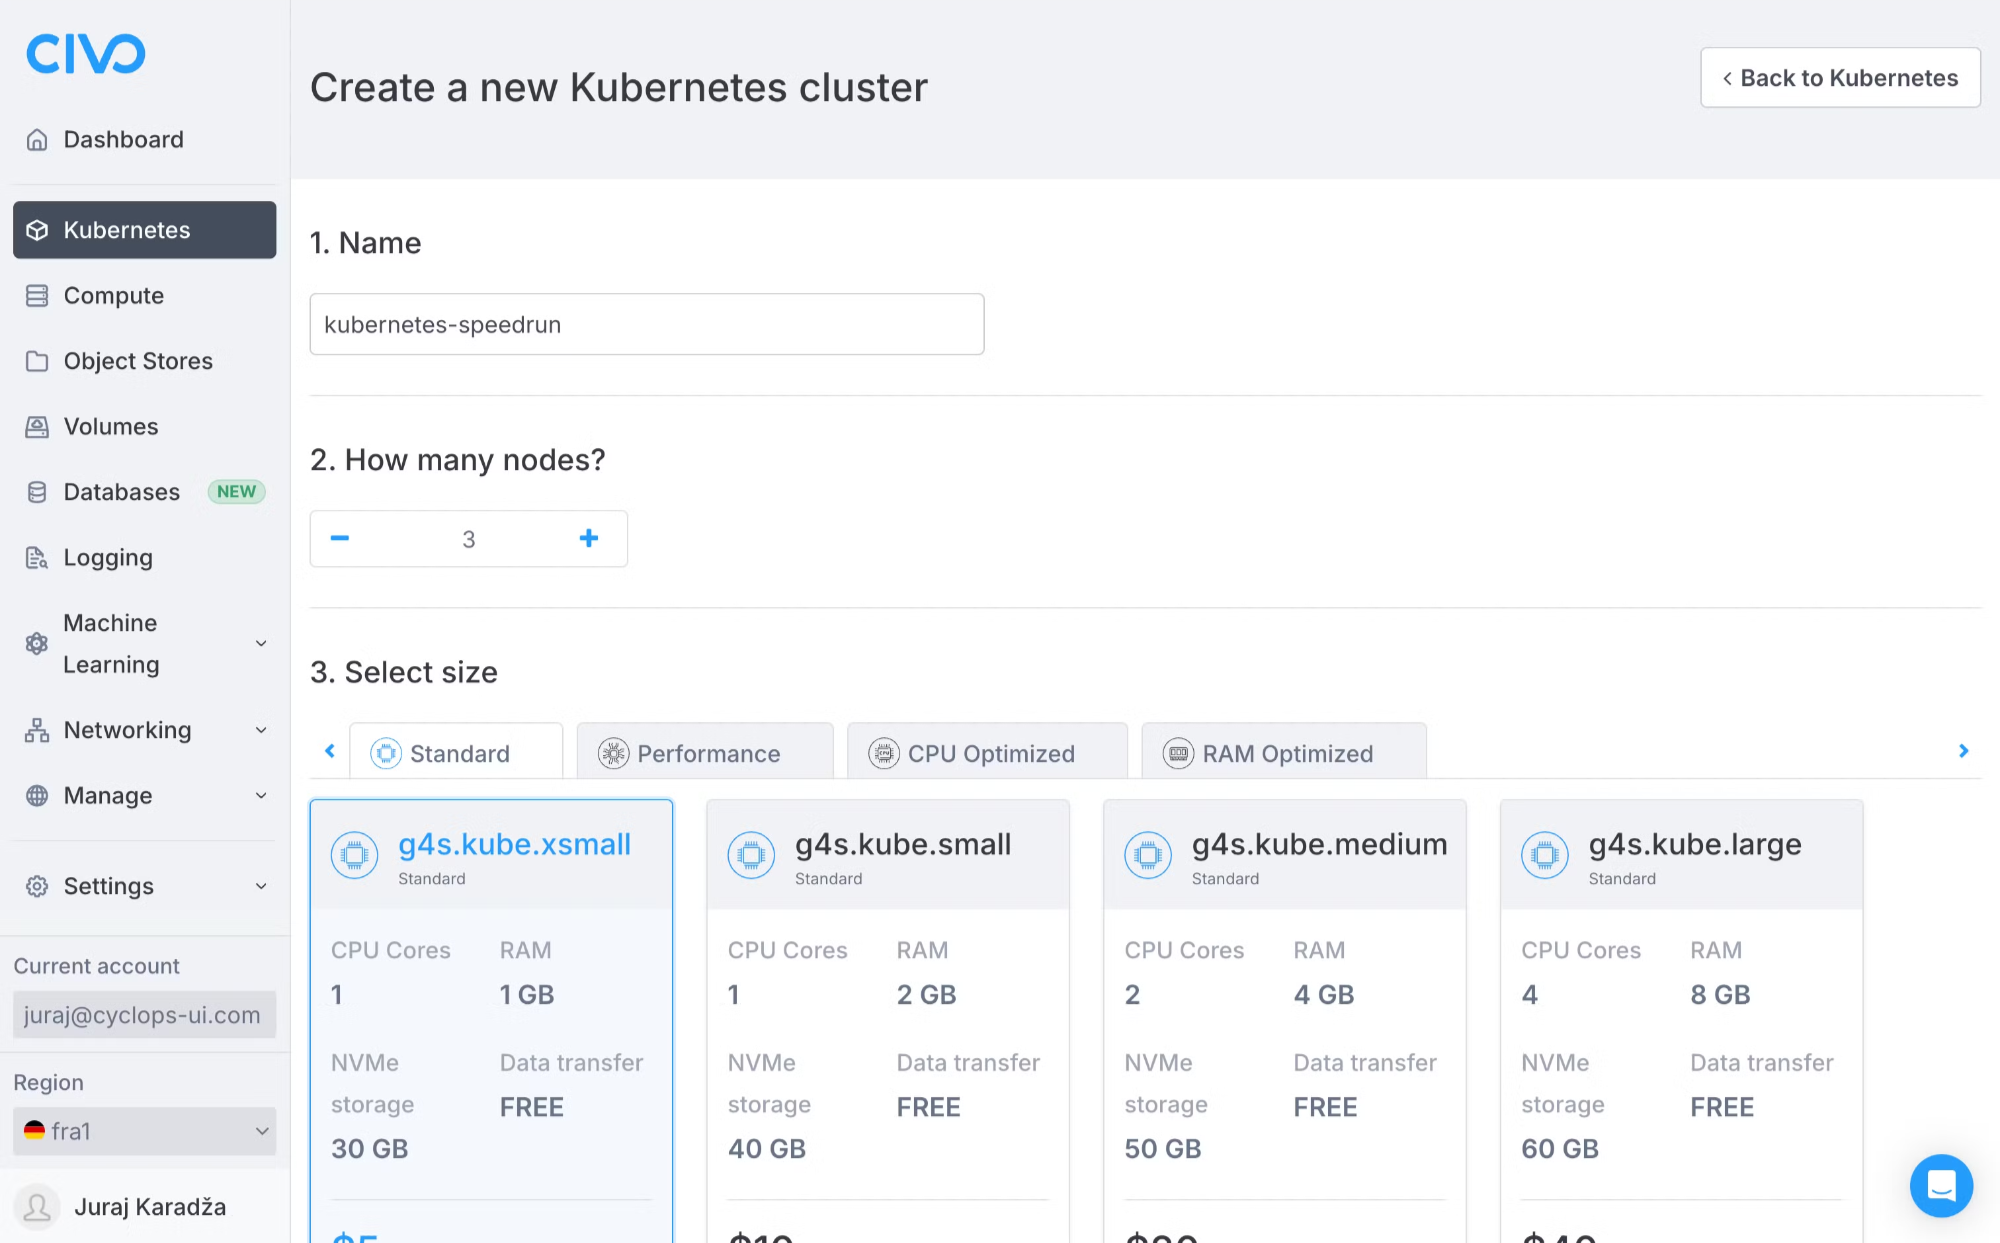 CIVO
Dashboard
Kubernetes
Compute
Object Stores
Volumes
Databases NEW
Logging
Machine
Learning
Networking
Manage
Settings
Current account
juraj@cyclops-ui.com
Region
fra1
Juraj Karadža
Create a new Kubernetes cluster
‹ Back to Kubernetes
1. Name
kubernetes-speedrun
2. How many nodes?
− 3 +
3. Select size
Standard Performance CPU Optimized RAM Optimized
g4s.kube.xsmall
Standard
CPU Cores RAM
1 1 GB
NVMe Data transfer
storage FREE
30 GB
$5
g4s.kube.small
Standard
CPU Cores RAM
1 2 GB
NVMe Data transfer
storage FREE
40 GB
$10
g4s.kube.medium
Standard
CPU Cores RAM
2 4 GB
NVMe Data transfer
storage FREE
50 GB
$20
g4s.kube.large
Standard
CPU Cores RAM
4 8 GB
NVMe Data transfer
storage FREE
60 GB
$40